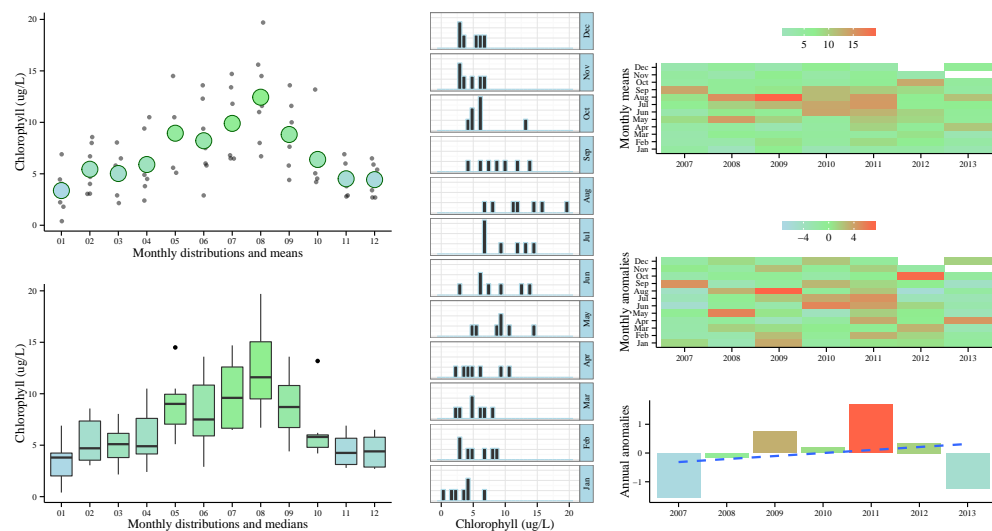 20
15
10
5
0
Chlorophyll (ug/L)
01 02 03 04 05 06 07 08 09 10 11 12
Monthly distributions and means
20
15
10
5
0
Chlorophyll (ug/L)
01 02 03 04 05 06 07 08 09 10 11 12
Monthly distributions and medians
Dec
Nov
Oct
Sep
Aug
Jul
Jun
May
Apr
Mar
Feb
Jan
0 5 10 15 20
Chlorophyll (ug/L)
5 10 15
Monthly means
Dec
Nov
Oct
Sep
Aug
Jul
Jun
May
Apr
Mar
Feb
Jan
2007 2008 2009 2010 2011 2012 2013
-4 0 4
Monthly anomalies
Dec
Nov
Oct
Sep
Aug
Jul
Jun
May
Apr
Mar
Feb
Jan
2007 2008 2009 2010 2011 2012 2013
Annual anomalies
1
0
-1
2007 2008 2009 2010 2011 2012 2013